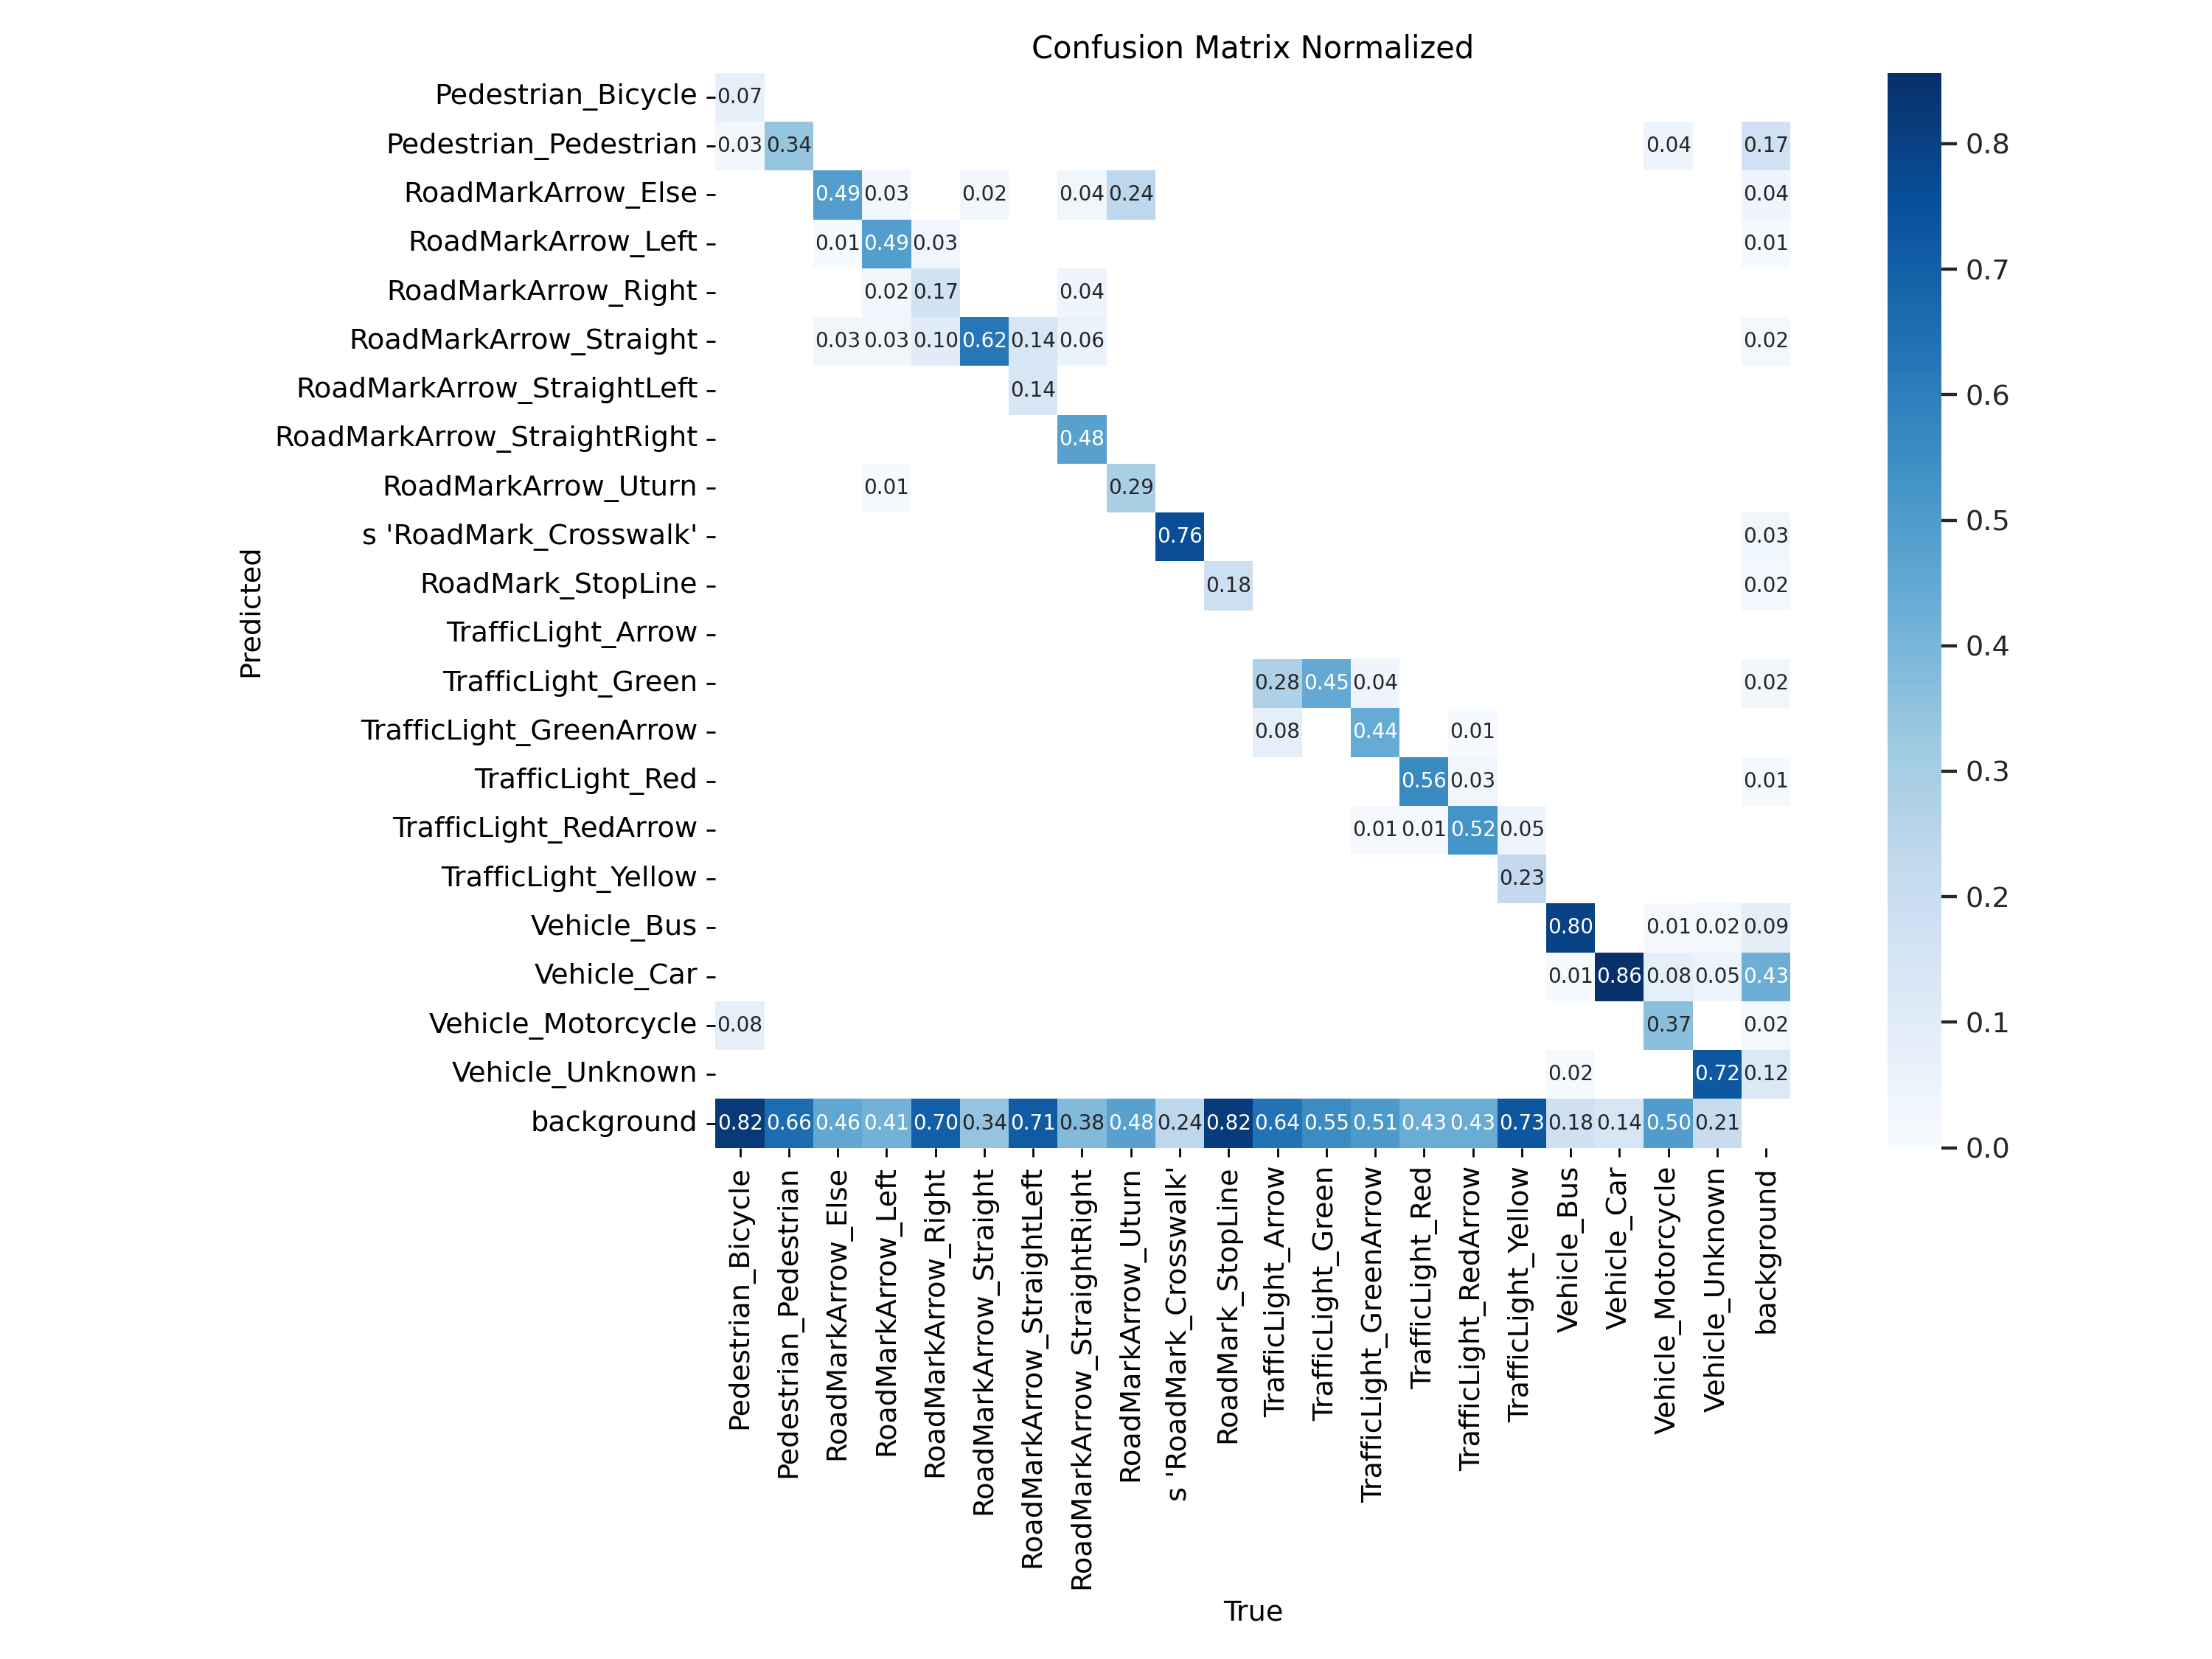 Confusion Matrix Normalized
Pedestrian_Bicycle 0.07
Pedestrian_Pedestrian 0.03 0.34 0.04 0.17
RoadMarkArrow_Else 0.49 0.03 0.02 0.04 0.24 0.04
RoadMarkArrow_Left 0.01 0.49 0.03 0.01
RoadMarkArrow_Right 0.02 0.17 0.04
RoadMarkArrow_Straight 0.03 0.03 0.10 0.62 0.14 0.06 0.02
RoadMarkArrow_StraightLeft 0.14
RoadMarkArrow_StraightRight 0.48
RoadMarkArrow_Uturn 0.01 0.29
s 'RoadMark_Crosswalk' 0.76 0.03
RoadMark_StopLine 0.18 0.02
TrafficLight_Arrow
TrafficLight_Green 0.28 0.45 0.04 0.02
TrafficLight_GreenArrow 0.08 0.44 0.01
TrafficLight_Red 0.56 0.03 0.01
TrafficLight_RedArrow 0.01 0.01 0.52 0.05
TrafficLight_Yellow 0.23
Vehicle_Bus 0.80 0.01 0.02 0.09
Vehicle_Car 0.01 0.86 0.08 0.05 0.43
Vehicle_Motorcycle 0.08 0.37 0.02
Vehicle_Unknown 0.02 0.72 0.12
background 0.82 0.66 0.46 0.41 0.70 0.34 0.71 0.38 0.48 0.24 0.82 0.64 0.55 0.51 0.43 0.43 0.73 0.18 0.14 0.50 0.21
Predicted
Pedestrian_Bicycle
Pedestrian_Pedestrian
RoadMarkArrow_Else
RoadMarkArrow_Left
RoadMarkArrow_Right
RoadMarkArrow_Straight
RoadMarkArrow_StraightLeft
RoadMarkArrow_StraightRight
RoadMarkArrow_Uturn
s 'RoadMark_Crosswalk'
RoadMark_StopLine
TrafficLight_Arrow
TrafficLight_Green
TrafficLight_GreenArrow
TrafficLight_Red
TrafficLight_RedArrow
TrafficLight_Yellow
Vehicle_Bus
Vehicle_Car
Vehicle_Motorcycle
Vehicle_Unknown
background
True
0.8
0.7
0.6
0.5
0.4
0.3
0.2
0.1
0.0